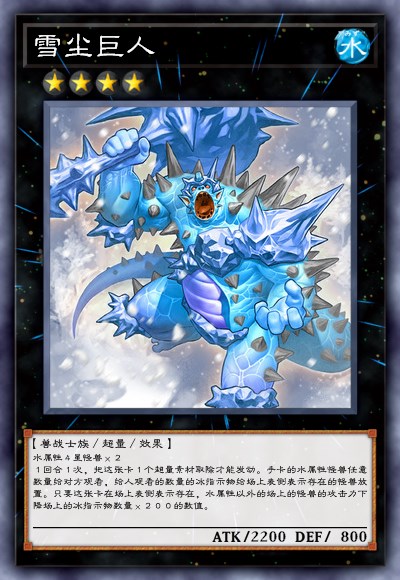 雪尘巨人
水
【兽战士族／超量／效果】
水属性４星怪兽×２
１回合１次，把这张卡１个超量素材取除才能发动。手卡的水属性怪兽任意
数量给对方观看，给人观看的数量的冰指示物给场上表侧表示存在的怪兽放
置。只要这张卡在场上表侧表示存在，水属性以外的场上的怪兽的攻击力下
降场上的冰指示物数量×２００的数值。
ATK/2200 DEF/ 800